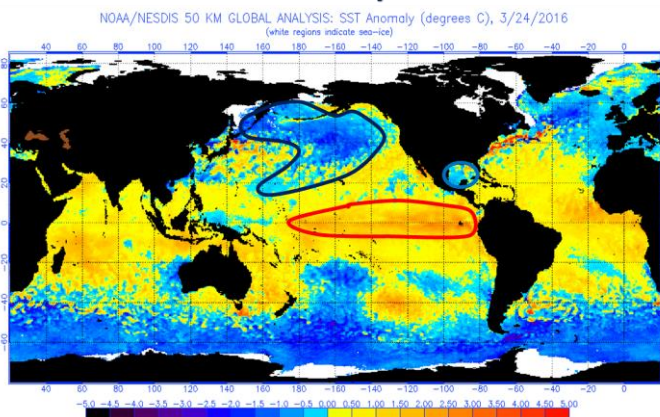 NOAA/NESDIS 50 KM GLOBAL ANALYSIS: SST Anomaly (degrees C), 3/24/2016
(white regions indicate sea-ice)
40 60 80 100 120 140 160 180 -160 -140 -120 -100 -80 -60 -40 -20 0
80
60
40
20
0
-20
-40
-60
40 60 80 100 120 140 160 180 -160 -140 -120 -100 -80 -60 -40 -20 0
-5.0 -4.5 -4.0 -3.5 -3.0 -2.5 -2.0 -1.5 -1.0 -0.5 0.00 0.50 1.00 1.50 2.00 2.50 3.00 3.50 4.00 4.50 5.00